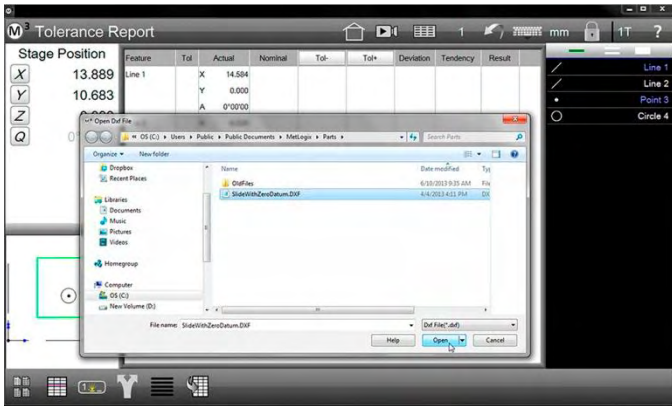 M³ Tolerance Report
1
mm
1T
?
Stage Position
X 13.889
Y 10.683
Z
Q
Feature Tol Actual Nominal Tol- Tol+ Deviation Tendency Result
Line 1 X 14.584
Y 0.000
A 0°00'00
Line 1
Line 2
Point 3
Circle 4
Open Dxf File
« OS (C:) ▸ Users ▸ Public ▸ Public Documents ▸ MetLogix ▸ Parts ▸
Search Parts
Organize ▾ New folder
Name Date modified Typ
Dropbox
Recent Places
Libraries
Documents
Music
Pictures
Videos
Homegroup
Computer
OS (C:)
New Volume (D:)
OldFiles 6/10/2013 9:35 AM File
SlideWithZeroDatum.DXF 4/4/2013 4:21 PM DXF
File name: SlideWithZeroDatum.DXF
Dxf File(*.dxf)
Help Open Cancel